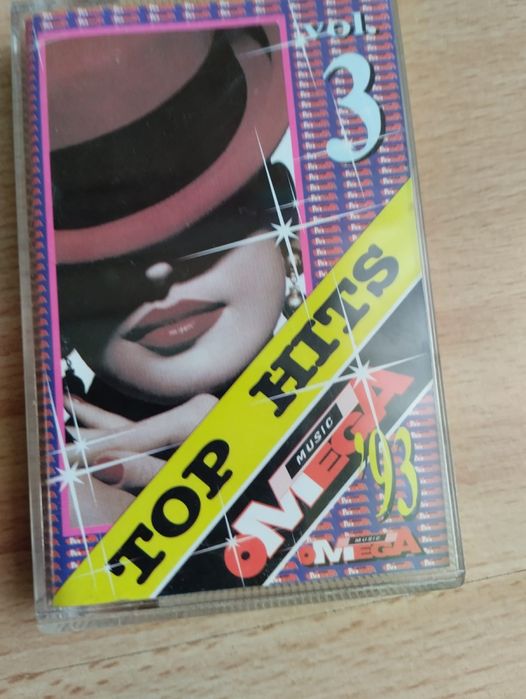 vol.
3
TOP HITS
MUSIC
OMEGA
'93
MUSIC
OMEGA